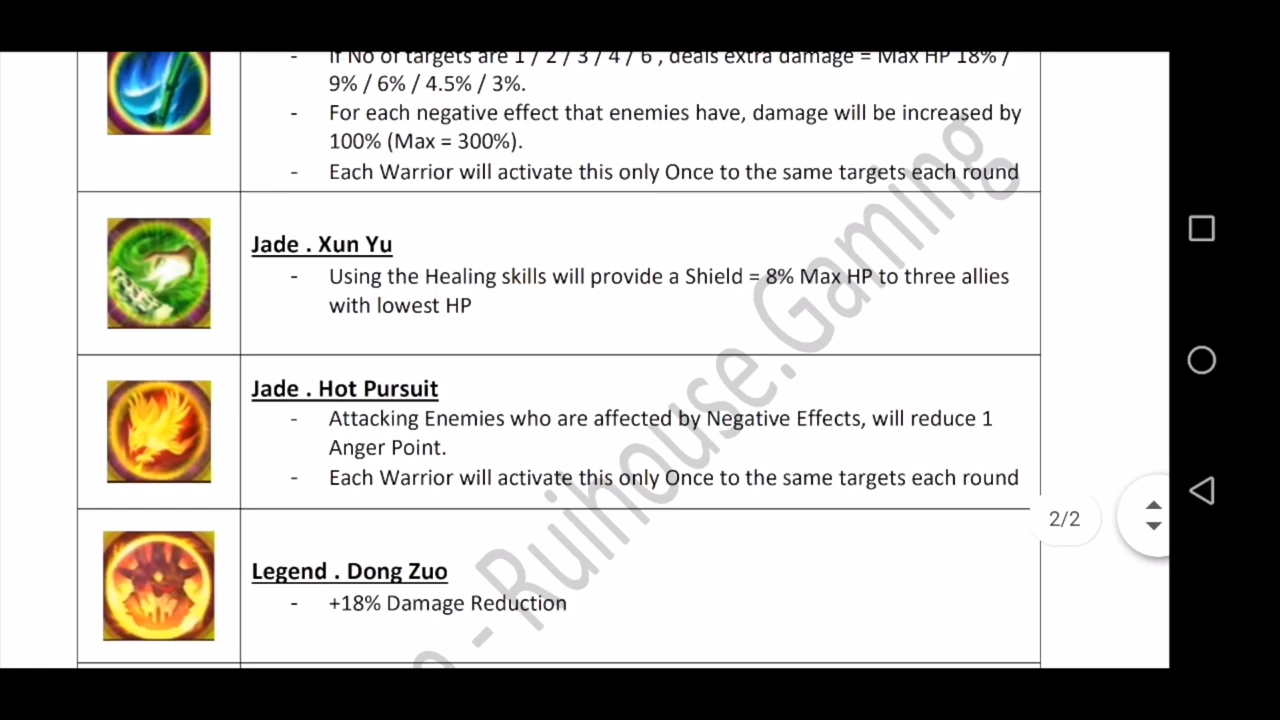 - If No of targets are 1 / 2 / 3 / 4 / 6 , deals extra damage = Max HP 18% /
9% / 6% / 4.5% / 3%.
- For each negative effect that enemies have, damage will be increased by
100% (Max = 300%).
- Each Warrior will activate this only Once to the same targets each round
Jade . Xun Yu
- Using the Healing skills will provide a Shield = 8% Max HP to three allies
with lowest HP
Jade . Hot Pursuit
- Attacking Enemies who are affected by Negative Effects, will reduce 1
Anger Point.
- Each Warrior will activate this only Once to the same targets each round
2/2
Legend . Dong Zuo
- +18% Damage Reduction
- Ruihouse.Gaming